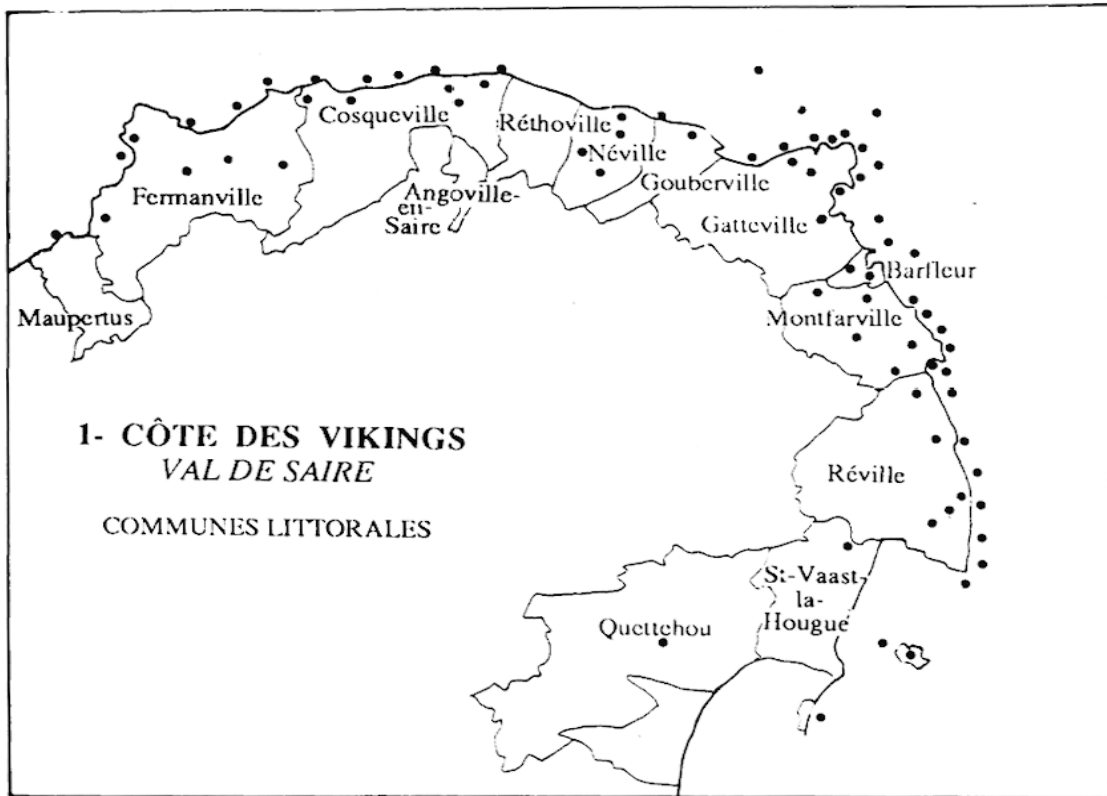 Cosqueville
Réthoville
Néville
Gouberville
Fermanville
Angoville-
en-
Saire
Gatteville
Barfleur
Maupertus
Montfarville
1- CÔTE DES VIKINGS
VAL DE SAIRE
COMMUNES LITTORALES
Réville
St-Vaast-
la-
Hougue
Quettehou